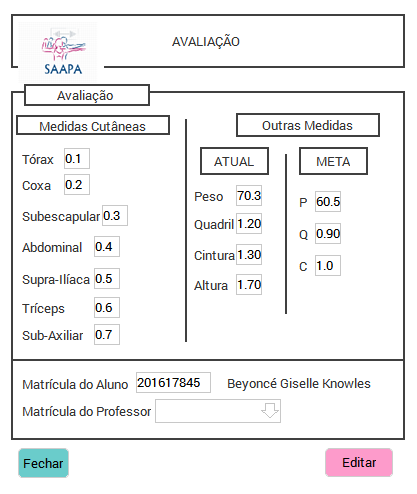 AVALIAÇÃO
SAAPA
Avaliação
Medidas Cutâneas
Tórax 0.1
Coxa 0.2
Subescapular 0.3
Abdominal 0.4
Supra-Ilíaca 0.5
Tríceps 0.6
Sub-Axiliar 0.7
Outras Medidas
ATUAL
Peso 70.3
Quadril 1.20
Cintura 1.30
Altura 1.70
META
P 60.5
Q 0.90
C 1.0
Matrícula do Aluno 201617845 Beyoncé Giselle Knowles
Matrícula do Professor
Fechar Editar